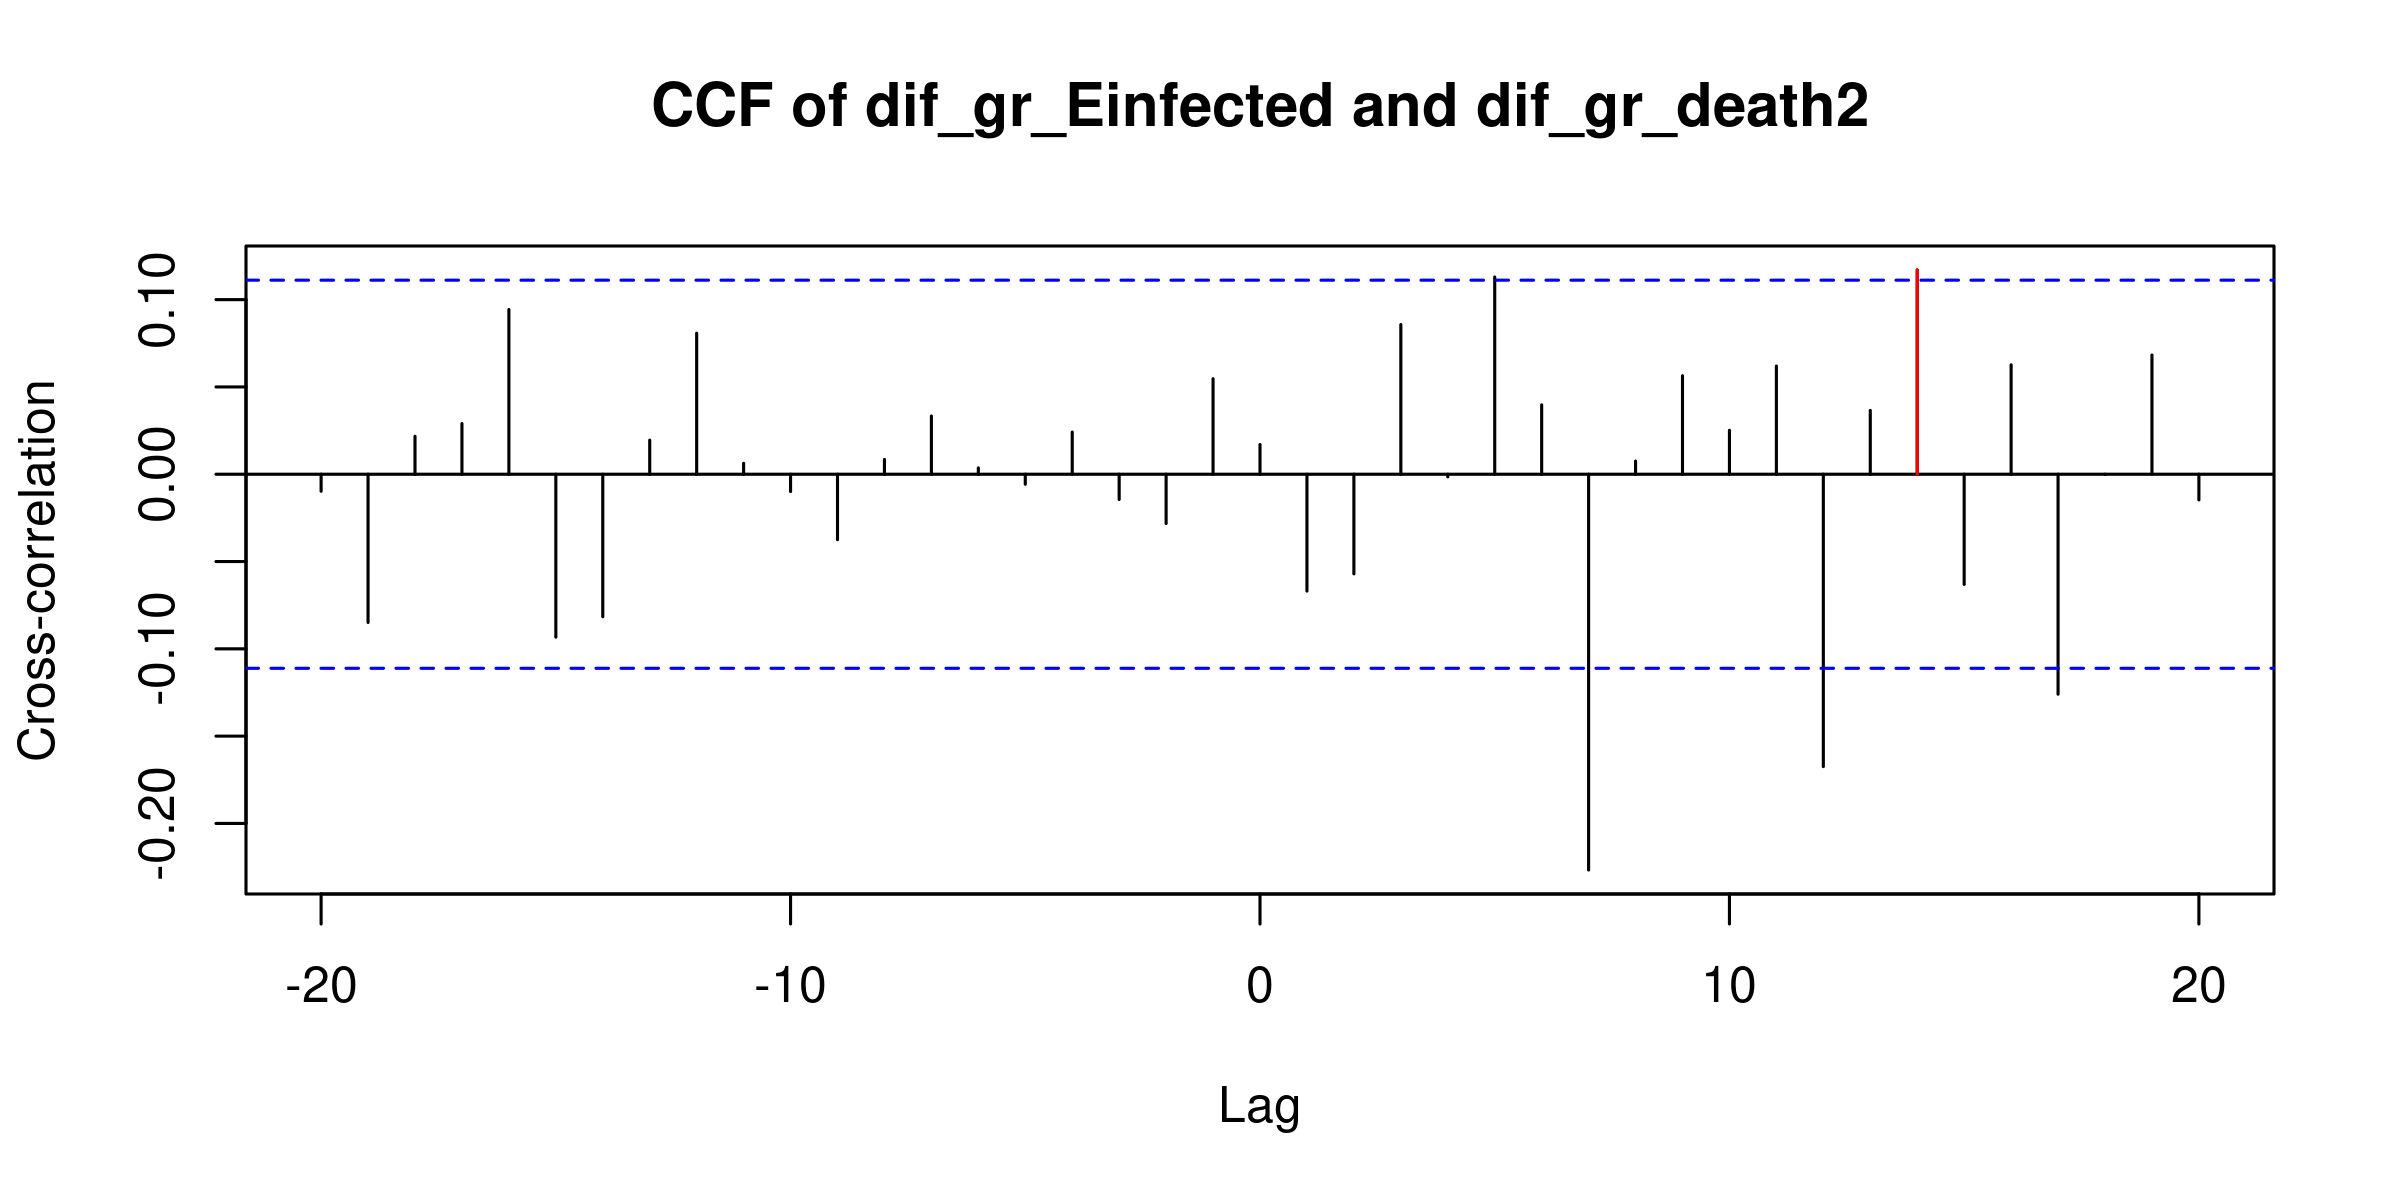 CCF of dif_gr_Einfected and dif_gr_death2
Cross-correlation
0.10
0.00
-0.10
-0.20
-20 -10 0 10 20
Lag